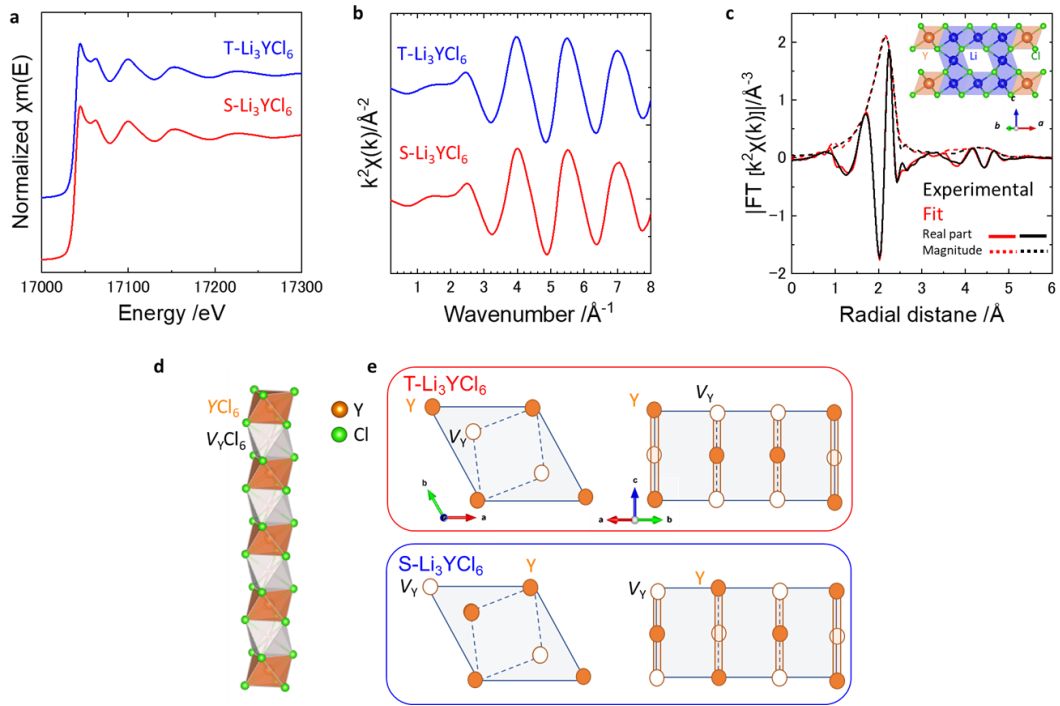 a
Normalized χm(E)
T-Li3YCl6
S-Li3YCl6
17000 17100 17200 17300
Energy /eV
b
k²χ(k)/Å⁻²
T-Li3YCl6
S-Li3YCl6
1 2 3 4 5 6 7 8
Wavenumber /Å⁻¹
c
|FT [k²χ(k)]|/Å⁻³
2
1
0
−1
−2
Y Li Cl
c
b a
Experimental
Fit
Real part
Magnitude
0 1 2 3 4 5 6
Radial distane /Å
d
YCl6
VYCl6
Y
Cl
e
T-Li3YCl6
Y
VY
b
a
Y
VY
c
a b
S-Li3YCl6
VY Y
VY Y